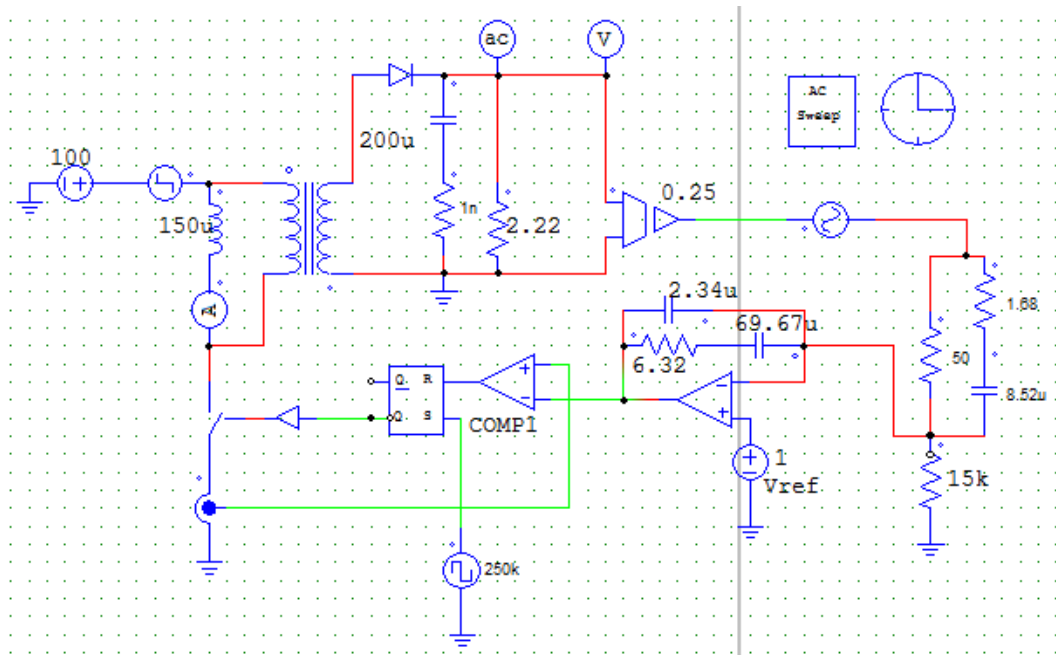 ac
V
AC
Sweep
100
200u
0.25
150u
1n
2.22
A
2.34u
69.67u
1.68
50
6.32
8.52u
Q R
Q S
COMP1
1
Vref
15k
250k